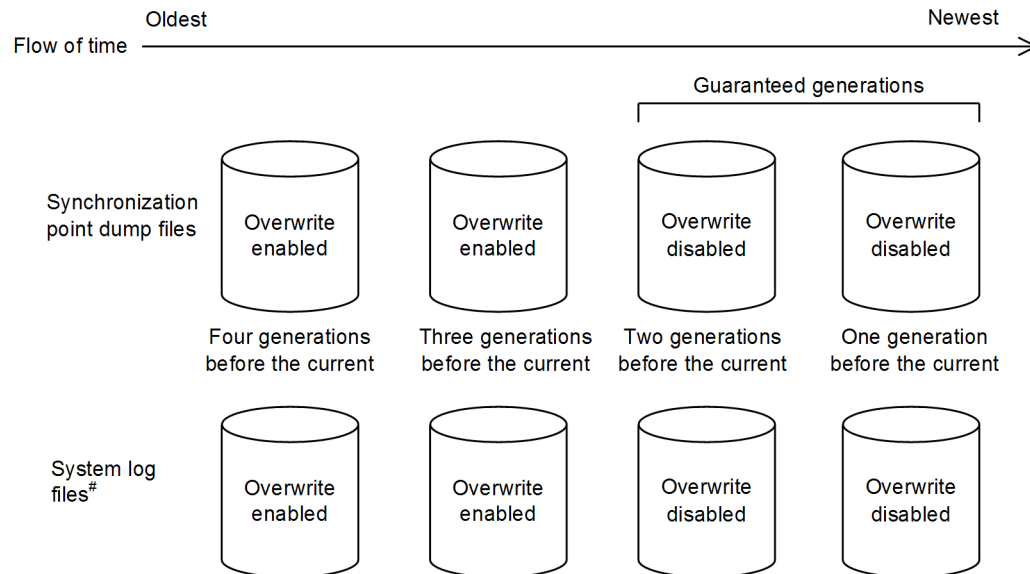 Oldest
Newest
Flow of time
Guaranteed generations
Synchronization
point dump files
Overwrite
enabled
Overwrite
enabled
Overwrite
disabled
Overwrite
disabled
Four generations
before the current
Three generations
before the current
Two generations
before the current
One generation
before the current
System log
files#
Overwrite
enabled
Overwrite
enabled
Overwrite
disabled
Overwrite
disabled